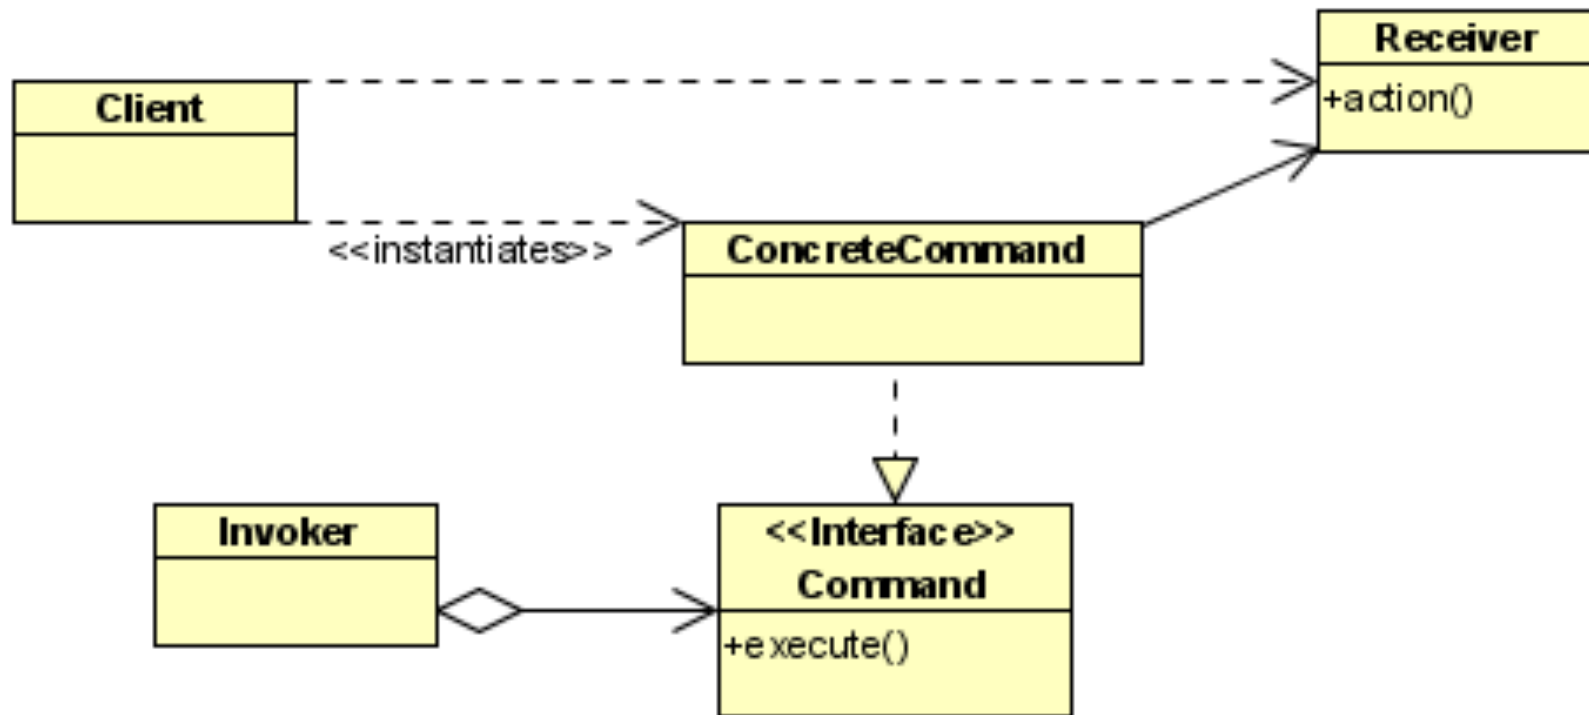 Receiver
+action()
Client
<<instantiates>>
ConcreteCommand
Invoker
<<Interface>>
Command
+execute()